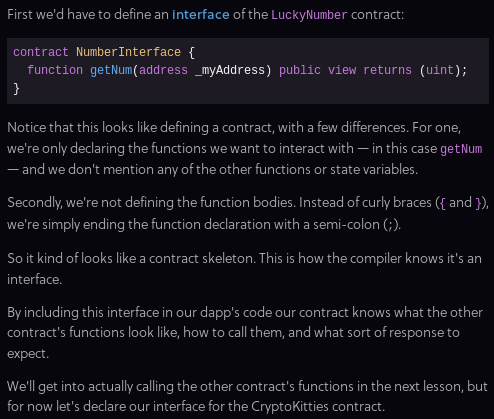 First we'd have to define an interface of the LuckyNumber contract:
contract NumberInterface {
  function getNum(address _myAddress) public view returns (uint);
}
Notice that this looks like defining a contract, with a few differences. For one,
we're only declaring the functions we want to interact with — in this case getNum
— and we don't mention any of the other functions or state variables.
Secondly, we're not defining the function bodies. Instead of curly braces ({ and }),
we're simply ending the function declaration with a semi-colon (;).
So it kind of looks like a contract skeleton. This is how the compiler knows it's an
interface.
By including this interface in our dapp's code our contract knows what the other
contract's functions look like, how to call them, and what sort of response to
expect.
We'll get into actually calling the other contract's functions in the next lesson, but
for now let's declare our interface for the CryptoKitties contract.